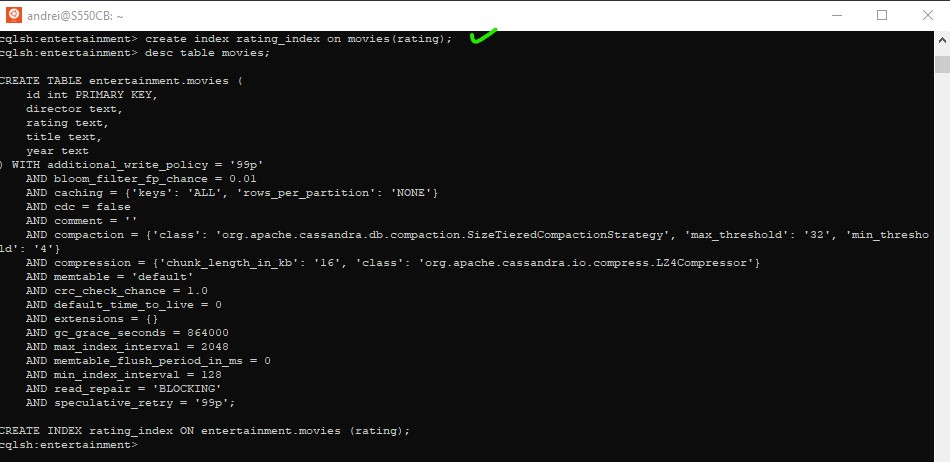 andrei@S550CB: ~
cqlsh:entertainment> create index rating_index on movies(rating);
cqlsh:entertainment> desc table movies;
CREATE TABLE entertainment.movies (
    id int PRIMARY KEY,
    director text,
    rating text,
    title text,
    year text
) WITH additional_write_policy = '99p'
    AND bloom_filter_fp_chance = 0.01
    AND caching = {'keys': 'ALL', 'rows_per_partition': 'NONE'}
    AND cdc = false
    AND comment = ''
    AND compaction = {'class': 'org.apache.cassandra.db.compaction.SizeTieredCompactionStrategy', 'max_threshold': '32', 'min_thresho
ld': '4'}
    AND compression = {'chunk_length_in_kb': '16', 'class': 'org.apache.cassandra.io.compress.LZ4Compressor'}
    AND memtable = 'default'
    AND crc_check_chance = 1.0
    AND default_time_to_live = 0
    AND extensions = {}
    AND gc_grace_seconds = 864000
    AND max_index_interval = 2048
    AND memtable_flush_period_in_ms = 0
    AND min_index_interval = 128
    AND read_repair = 'BLOCKING'
    AND speculative_retry = '99p';
CREATE INDEX rating_index ON entertainment.movies (rating);
cqlsh:entertainment>